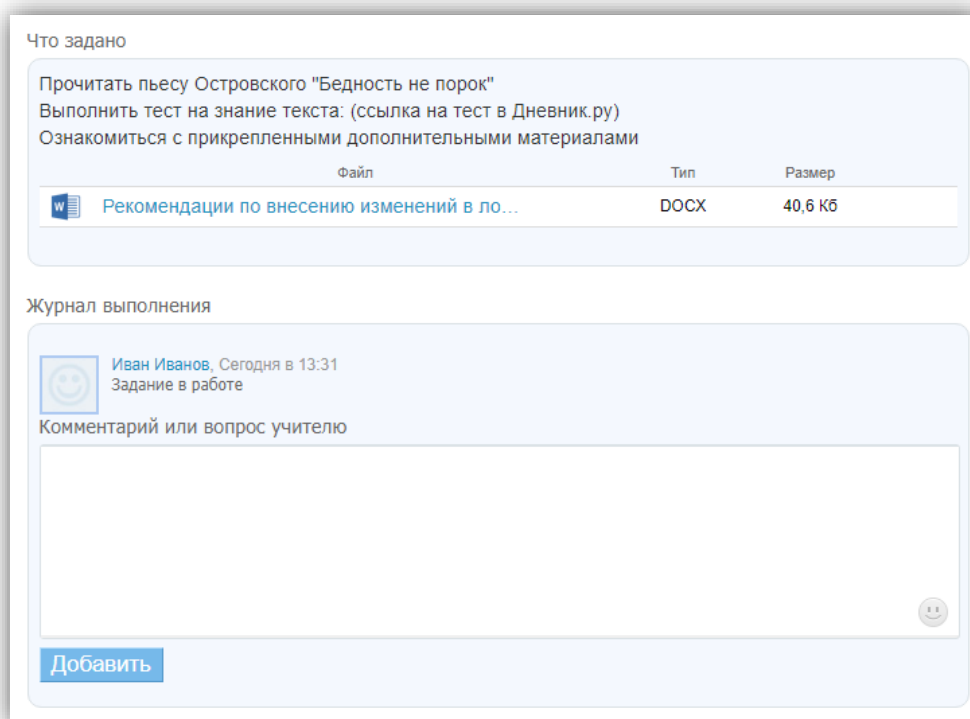 Что задано
Прочитать пьесу Островского "Бедность не порок"
Выполнить тест на знание текста: (ссылка на тест в Дневник.ру)
Ознакомиться с прикрепленными дополнительными материалами
Файл Тип Размер
Рекомендации по внесению изменений в ло... DOCX 40,6 Кб
Журнал выполнения
Иван Иванов, Сегодня в 13:31
Задание в работе
Комментарий или вопрос учителю
Добавить